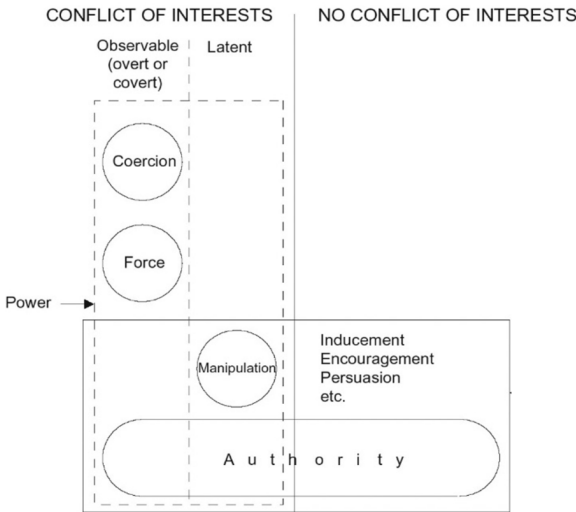 CONFLICT OF INTERESTS
NO CONFLICT OF INTERESTS
Observable
(overt or
covert)
Latent
Coercion
Force
Power
Manipulation
Inducement
Encouragement
Persuasion
etc.
Authority